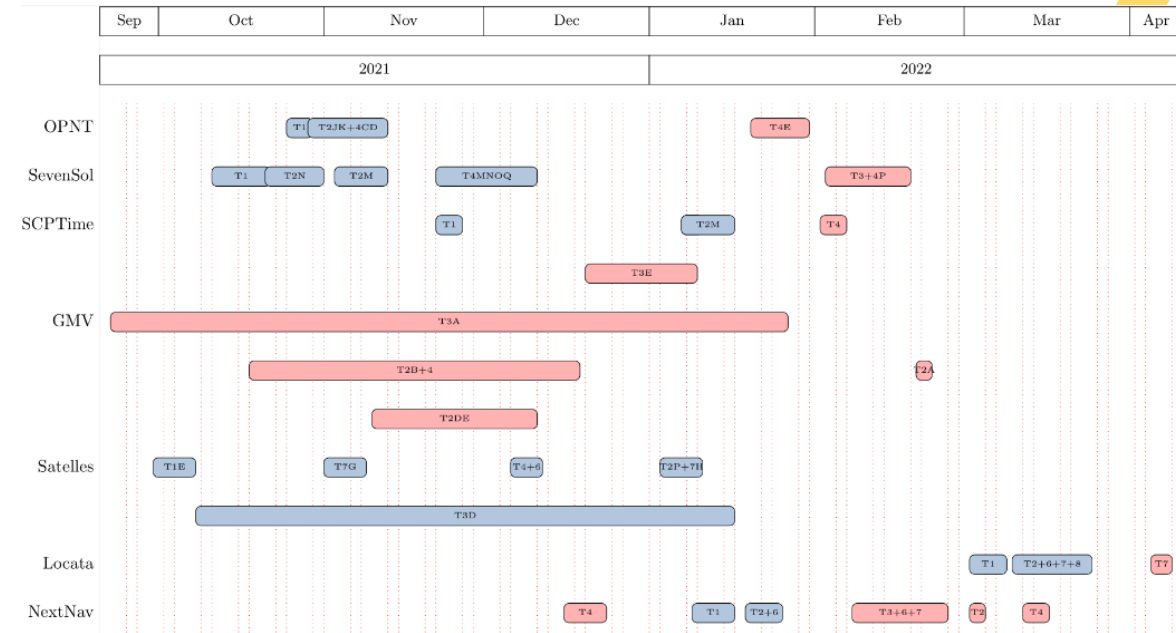 Sep Oct Nov Dec Jan Feb Mar Apr
2021 2022
OPNT T1 T2JK+4CD T4E
SevenSol T1 T2N T2M T4MNOQ T3+4P
SCPTime T1 T2M T4
T3E
GMV T3A
T2B+4 T2A
T2DE
Satelles T1E T7G T4+6 T2P+7H
T3D
Locata T1 T2+6+7+8 T7
NextNav T4 T1 T2+6 T3+6+7 T2 T4